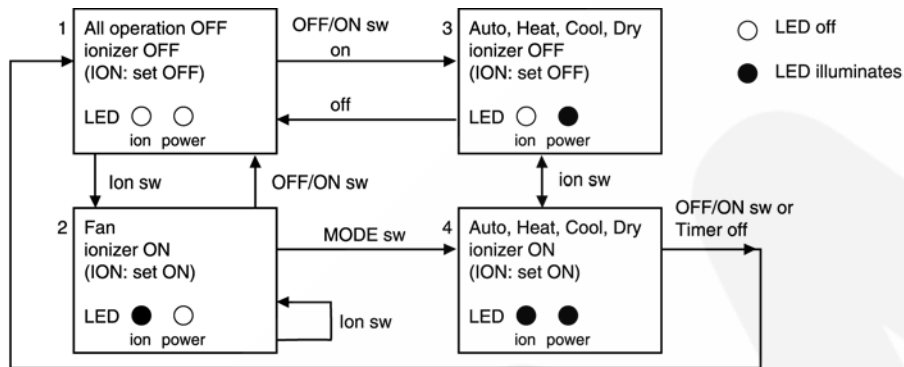 1
All operation OFF
ionizer OFF
(ION: set OFF)
LED
ion power
OFF/ON sw
on
off
3
Auto, Heat, Cool, Dry
ionizer OFF
(ION: set OFF)
LED
ion power
LED off
LED illuminates
Ion sw
OFF/ON sw
ion sw
2
Fan
ionizer ON
(ION: set ON)
LED
ion power
MODE sw
Ion sw
4
Auto, Heat, Cool, Dry
ionizer ON
(ION: set ON)
LED
ion power
OFF/ON sw or
Timer off